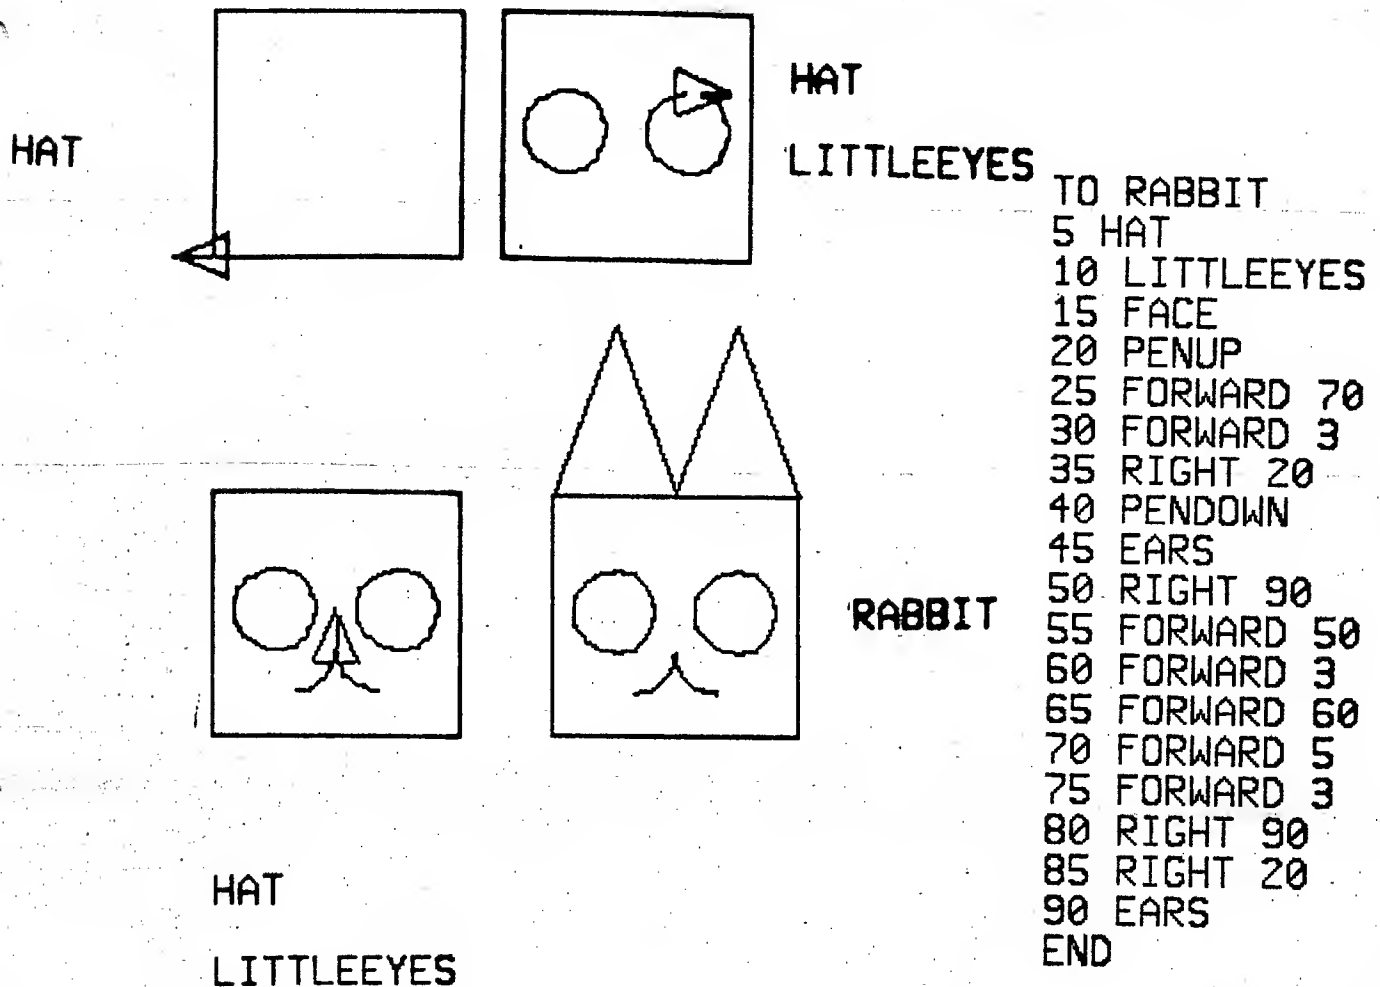 HAT
HAT
LITTLEEYES
RABBIT
HAT
LITTLEEYES
TO RABBIT
5 HAT
10 LITTLEEYES
15 FACE
20 PENUP
25 FORWARD 70
30 FORWARD 3
35 RIGHT 20
40 PENDOWN
45 EARS
50 RIGHT 90
55 FORWARD 50
60 FORWARD 3
65 FORWARD 60
70 FORWARD 5
75 FORWARD 3
80 RIGHT 90
85 RIGHT 20
90 EARS
END